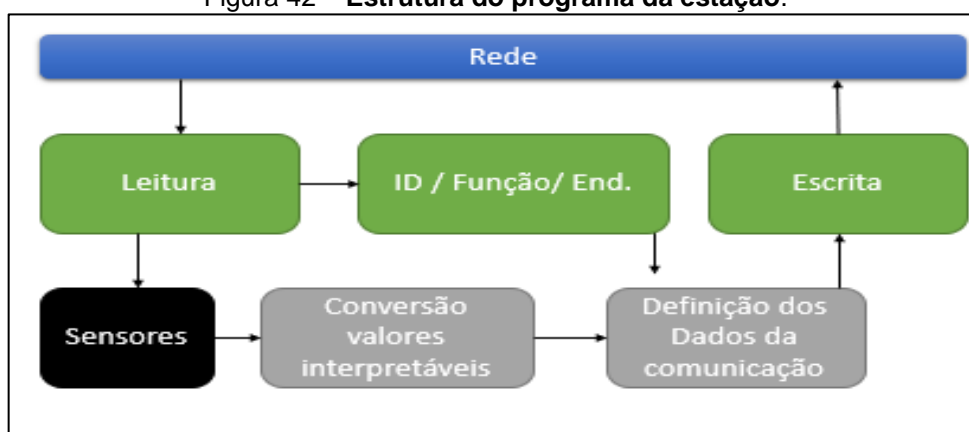 Figura 42 – Estrutura do programa da estação.
Rede
Leitura
ID / Função/ End.
Escrita
Sensores
Conversão
valores
interpretáveis
Definição dos
Dados da
comunicação